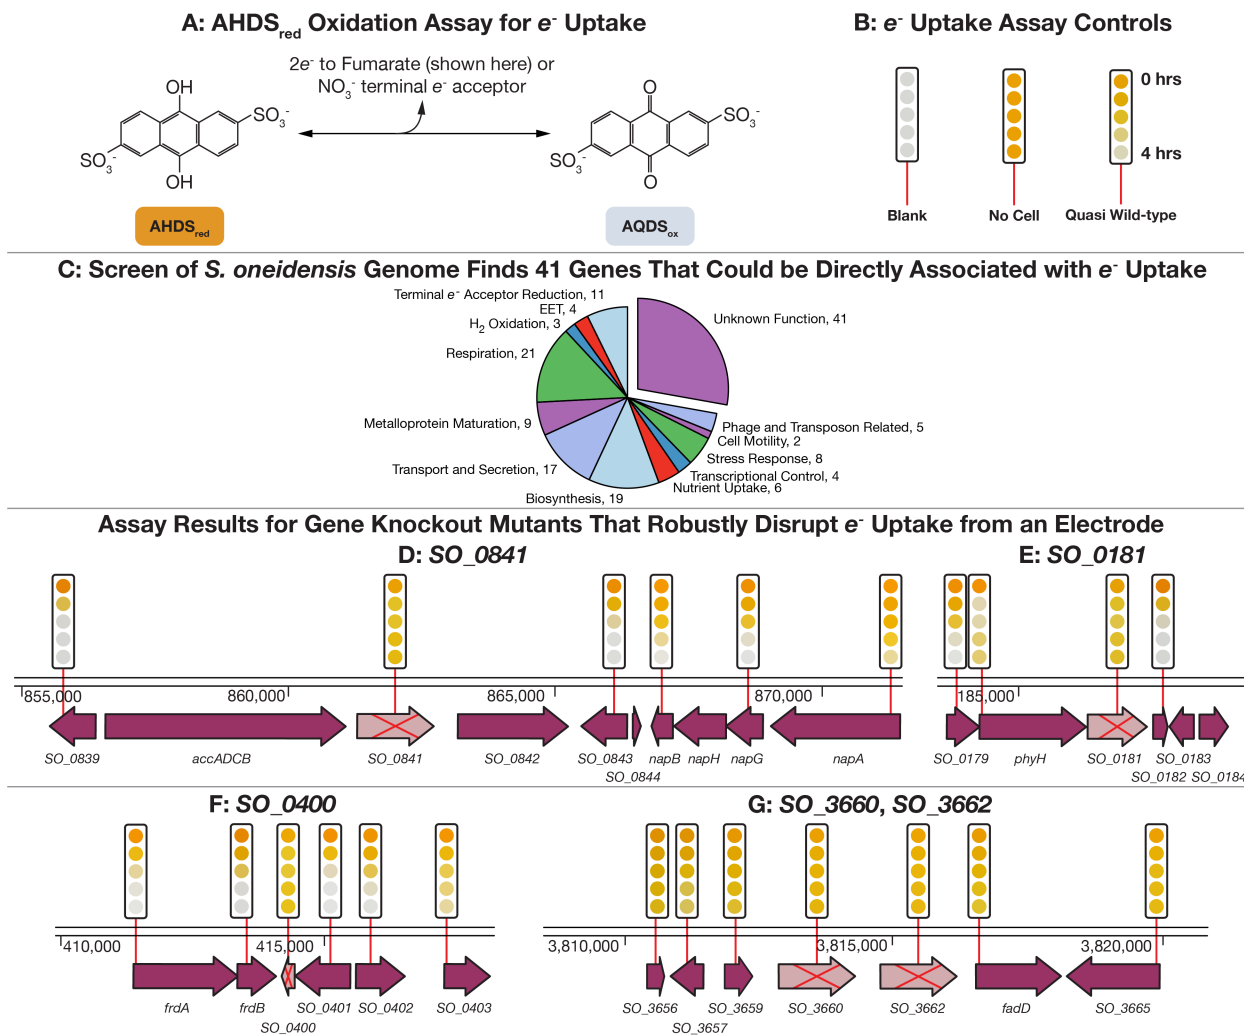 A: AHDSred Oxidation Assay for e- Uptake
2e- to Fumarate (shown here) or
NO3- terminal e- acceptor
OH
SO3-
SO3-
OH
O
SO3-
SO3-
O
AHDSred
AQDSox
B: e- Uptake Assay Controls
0 hrs
4 hrs
Blank
No Cell
Quasi Wild-type
C: Screen of S. oneidensis Genome Finds 41 Genes That Could be Directly Associated with e- Uptake
Terminal e- Acceptor Reduction, 11
EET, 4
H2 Oxidation, 3
Respiration, 21
Metalloprotein Maturation, 9
Transport and Secretion, 17
Biosynthesis, 19
Unknown Function, 41
Phage and Transposon Related, 5
Cell Motility, 2
Stress Response, 8
Transcriptional Control, 4
Nutrient Uptake, 6
Assay Results for Gene Knockout Mutants That Robustly Disrupt e- Uptake from an Electrode
D: SO_0841
855,000
860,000
865,000
870,000
SO_0839
accADCB
SO_0841
SO_0842
SO_0843
SO_0844
napB
napH
napG
napA
E: SO_0181
185,000
SO_0179
phyH
SO_0181
SO_0183
SO_0182
SO_0184
F: SO_0400
410,000
415,000
frdA
frdB
SO_0401
SO_0402
SO_0403
SO_0400
G: SO_3660, SO_3662
3,810,000
3,815,000
3,820,000
SO_3656
SO_3657
SO_3659
SO_3660
SO_3662
fadD
SO_3665